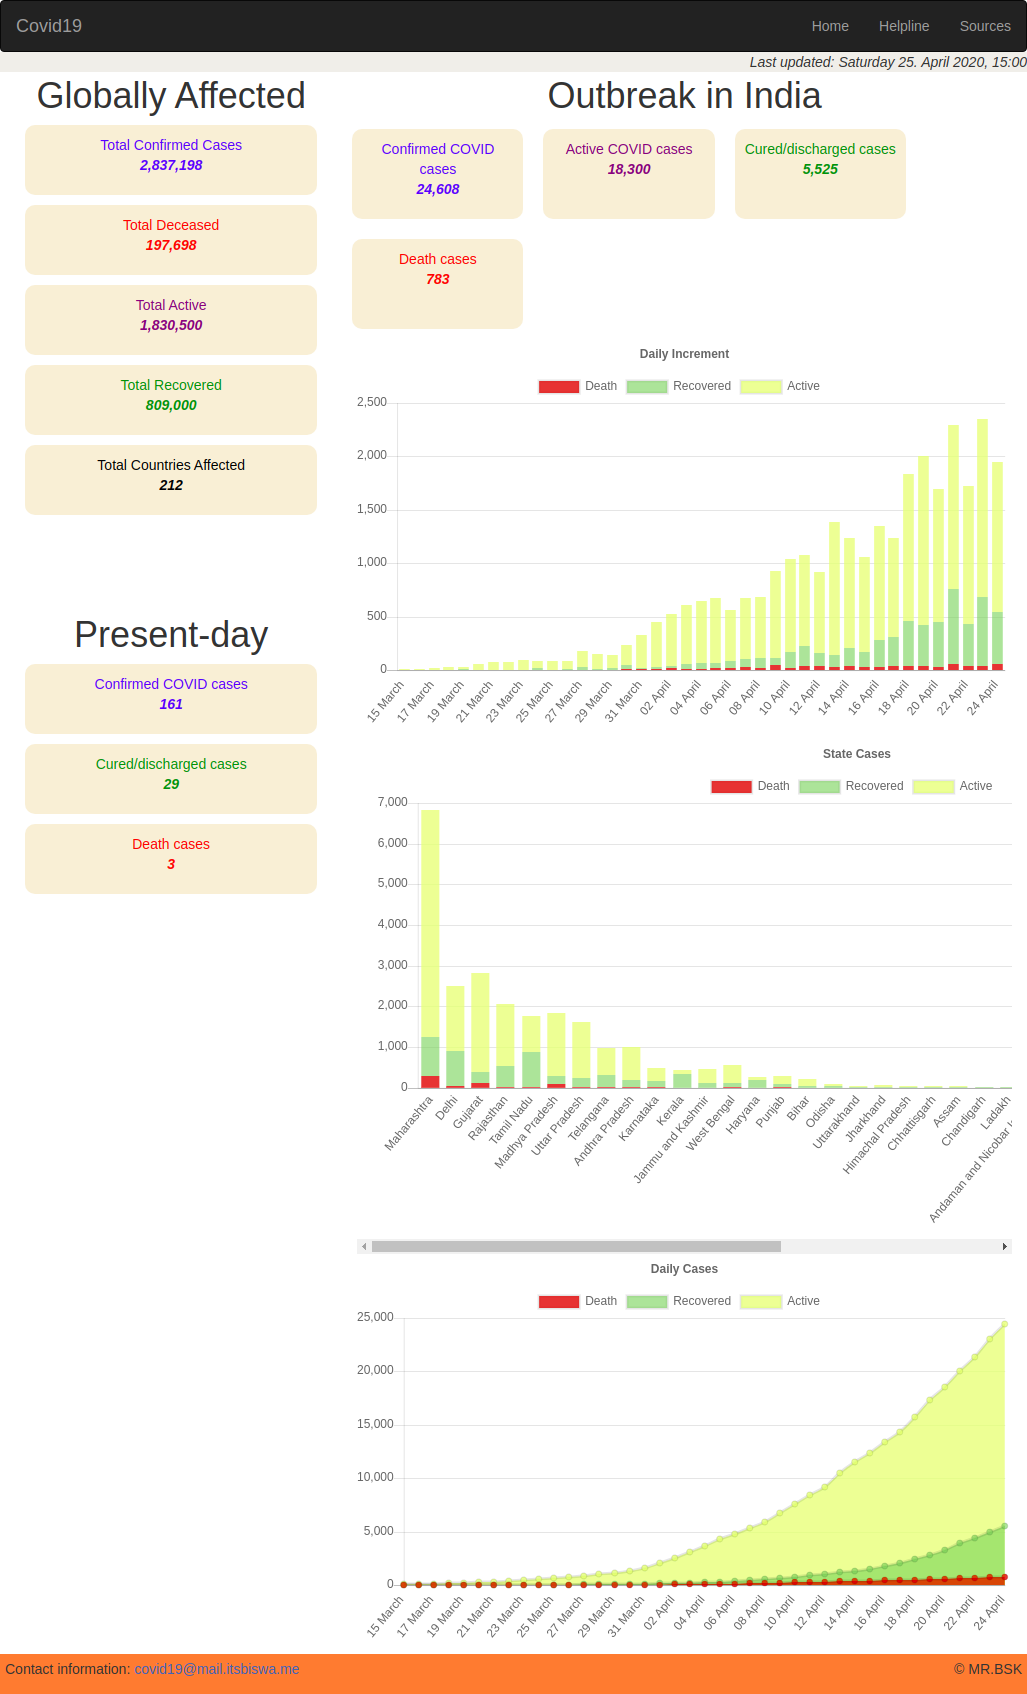 Covid19
Home
Helpline
Sources
Last updated: Saturday 25. April 2020, 15:00
Globally Affected
Total Confirmed Cases
2,837,198
Total Deceased
197,698
Total Active
1,830,500
Total Recovered
809,000
Total Countries Affected
212
Present-day
Confirmed COVID cases
161
Cured/discharged cases
29
Death cases
3
Outbreak in India
Confirmed COVID
cases
24,608
Active COVID cases
18,300
Cured/discharged cases
5,525
Death cases
783
Daily Increment
Death
Recovered
Active
2,500
2,000
1,500
1,000
500
0
15 March
17 March
19 March
21 March
23 March
25 March
27 March
29 March
31 March
02 April
04 April
06 April
08 April
10 April
12 April
14 April
16 April
18 April
20 April
22 April
24 April
State Cases
Death
Recovered
Active
7,000
6,000
5,000
4,000
3,000
2,000
1,000
0
Maharashtra
Delhi
Gujarat
Rajasthan
Tamil Nadu
Madhya Pradesh
Uttar Pradesh
Telangana
Andhra Pradesh
Karnataka
Kerala
Jammu and Kashmir
West Bengal
Haryana
Punjab
Bihar
Odisha
Uttarakhand
Jharkhand
Himachal Pradesh
Chhattisgarh
Assam
Chandigarh
Ladakh
Andaman and Nicobar
Daily Cases
Death
Recovered
Active
25,000
20,000
15,000
10,000
5,000
0
15 March
17 March
19 March
21 March
23 March
25 March
27 March
29 March
31 March
02 April
04 April
06 April
08 April
10 April
12 April
14 April
16 April
18 April
20 April
22 April
24 April
Contact information: covid19@mail.itsbiswa.me
© MR.BSK